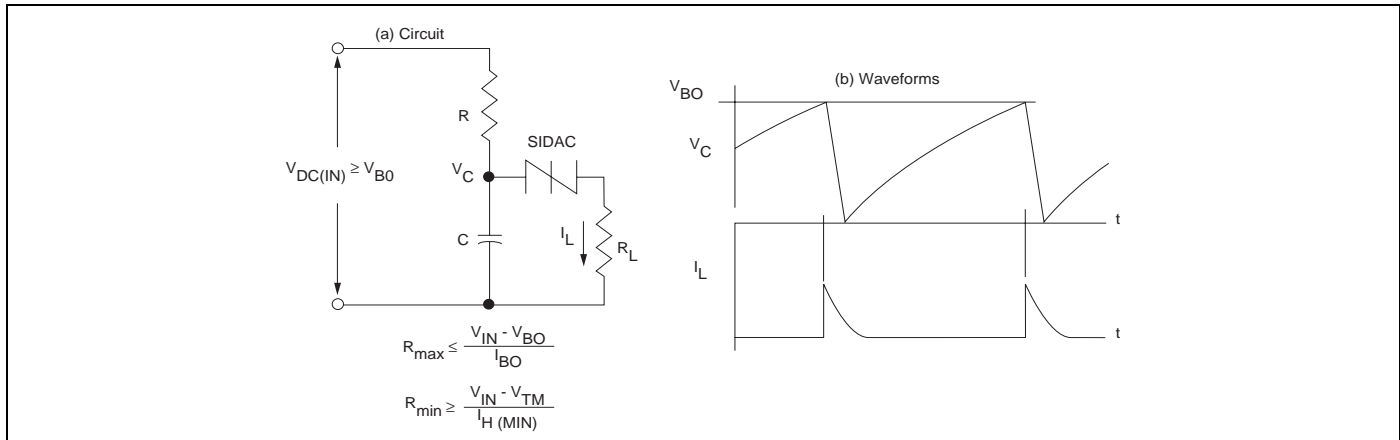 (a) Circuit
R
SIDAC
V_DC(IN) ≥ V_B0
V_C
C
I_L
R_L
R_max ≤ (V_IN - V_BO) / I_BO
R_min ≥ (V_IN - V_TM) / I_H (MIN)
(b) Waveforms
V_BO
V_C
t
I_L
t